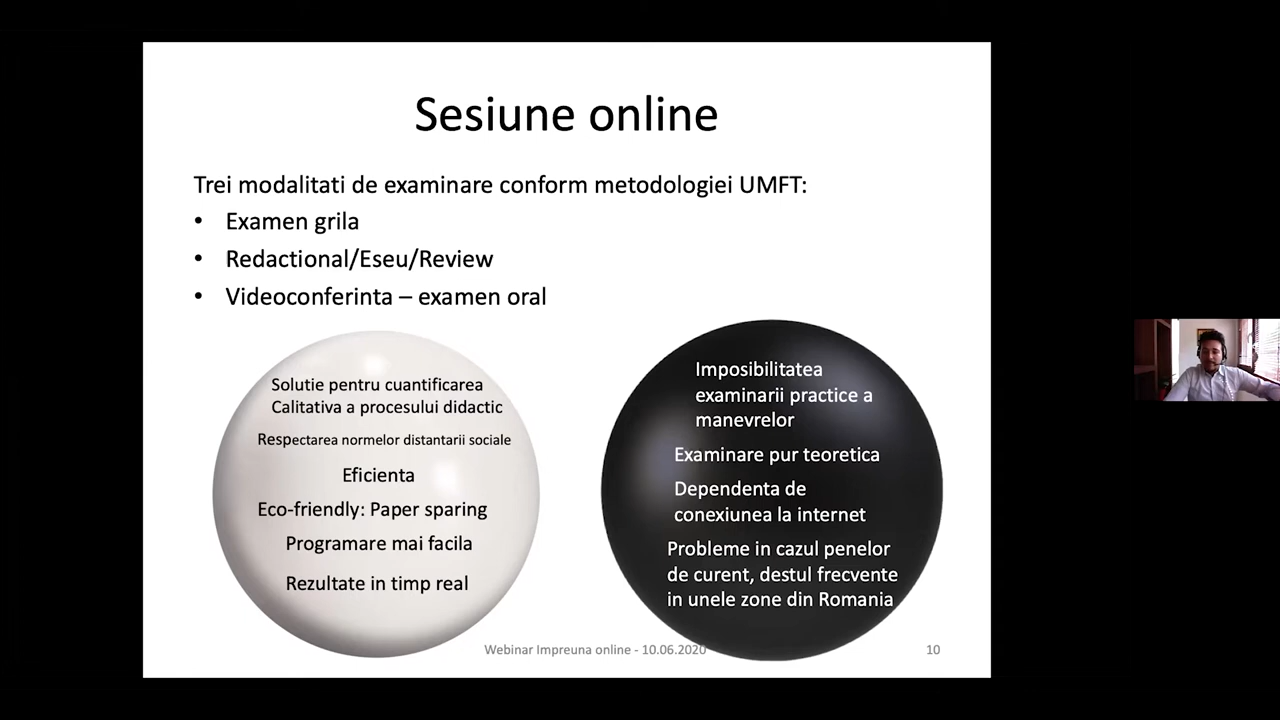 Sesiune online
Trei modalitati de examinare conform metodologiei UMFT:
• Examen grila
• Redactional/Eseu/Review
• Videoconferinta – examen oral
Solutie pentru cuantificarea
Calitativa a procesului didactic
Respectarea normelor distantarii sociale
Eficienta
Eco-friendly: Paper sparing
Programare mai facila
Rezultate in timp real
Imposibilitatea
examinarii practice a
manevrelor
Examinare pur teoretica
Dependenta de
conexiunea la internet
Probleme in cazul penelor
de curent, destul frecvente
in unele zone din Romania
Webinar Impreuna online - 10.06.2020
10